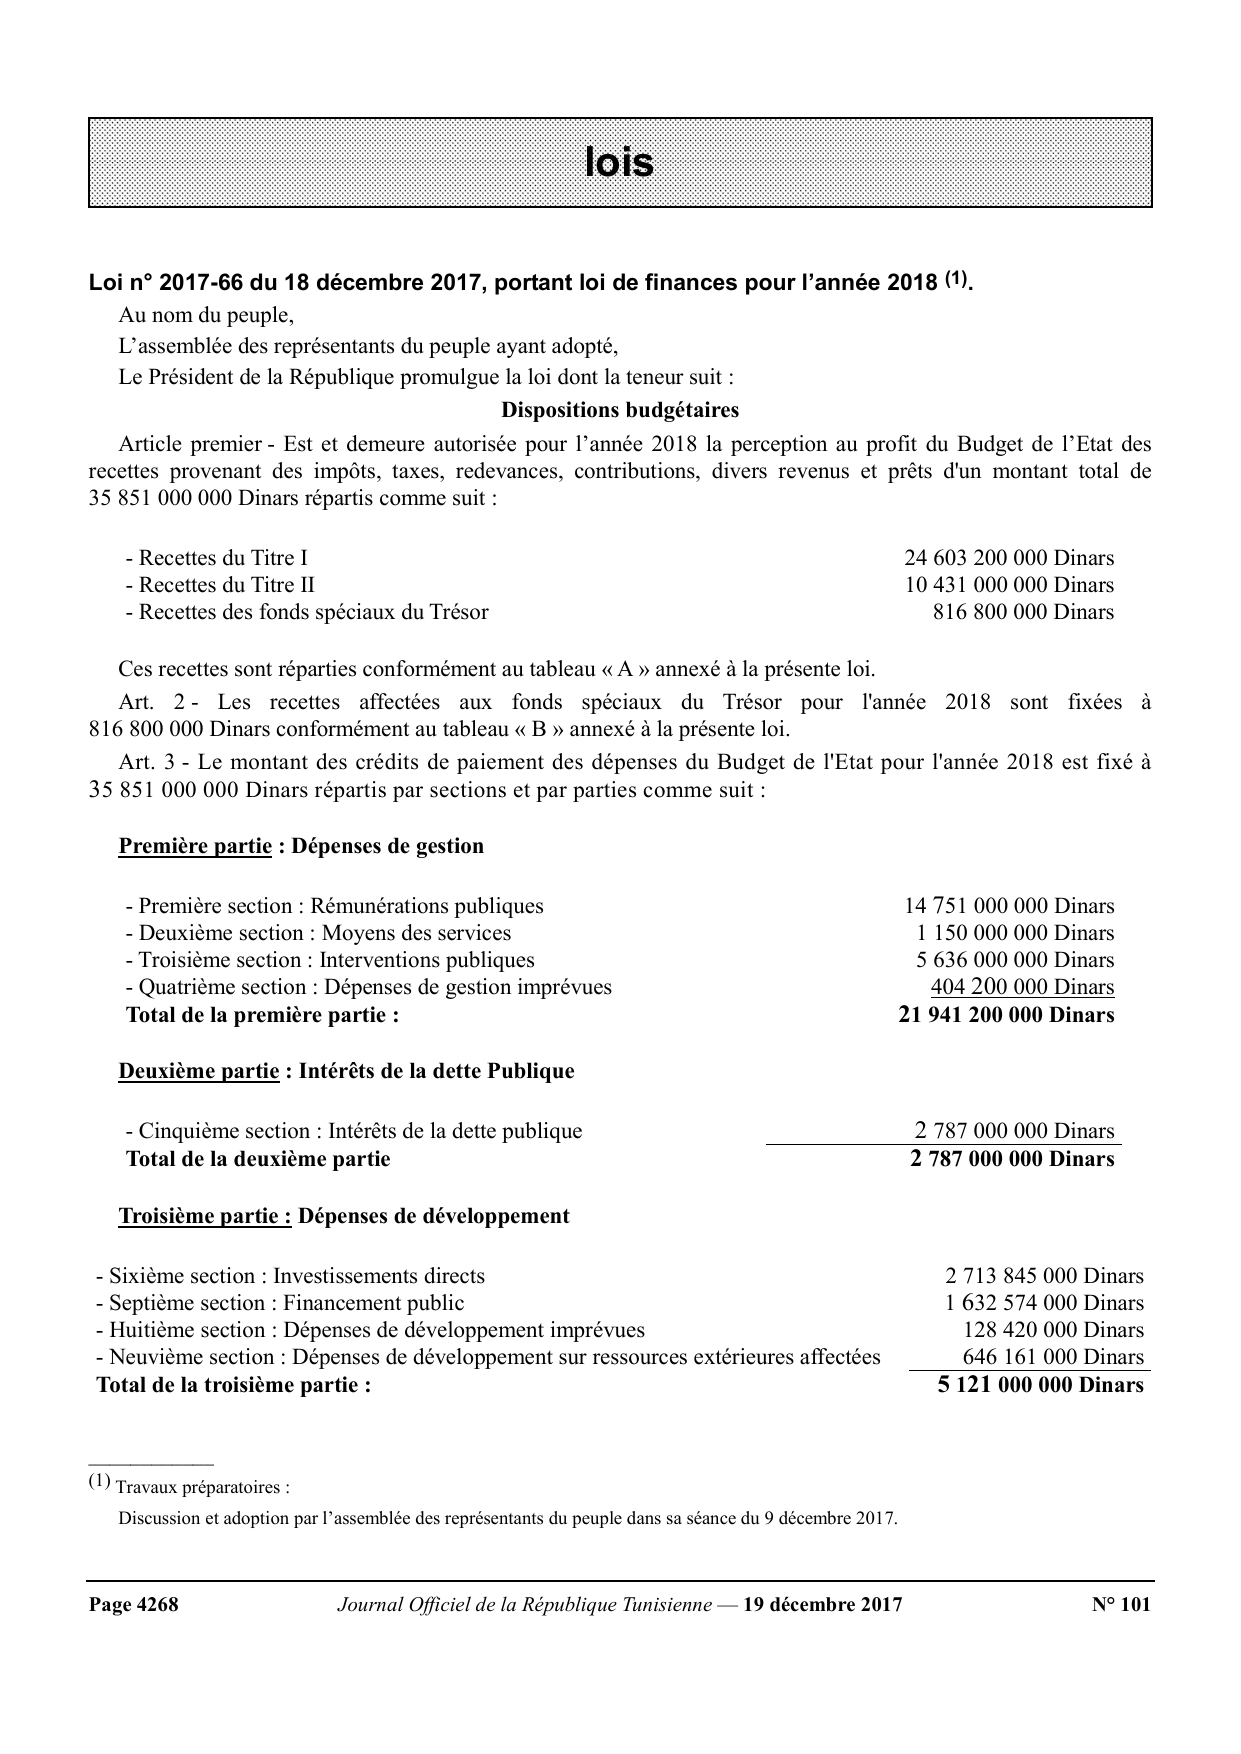 lois
Loi n° 2017-66 du 18 décembre 2017, portant loi de finances pour l’année 2018 (1).
Au nom du peuple,
L’assemblée des représentants du peuple ayant adopté,
Le Président de la République promulgue la loi dont la teneur suit :
Dispositions budgétaires
Article premier - Est et demeure autorisée pour l’année 2018 la perception au profit du Budget de l’Etat des
recettes provenant des impôts, taxes, redevances, contributions, divers revenus et prêts d'un montant total de
35 851 000 000 Dinars répartis comme suit :
- Recettes du Titre I 24 603 200 000 Dinars
- Recettes du Titre II 10 431 000 000 Dinars
- Recettes des fonds spéciaux du Trésor 816 800 000 Dinars
Ces recettes sont réparties conformément au tableau « A » annexé à la présente loi.
Art. 2 - Les recettes affectées aux fonds spéciaux du Trésor pour l'année 2018 sont fixées à
816 800 000 Dinars conformément au tableau « B » annexé à la présente loi.
Art. 3 - Le montant des crédits de paiement des dépenses du Budget de l'Etat pour l'année 2018 est fixé à
35 851 000 000 Dinars répartis par sections et par parties comme suit :
Première partie : Dépenses de gestion
- Première section : Rémunérations publiques 14 751 000 000 Dinars
- Deuxième section : Moyens des services 1 150 000 000 Dinars
- Troisième section : Interventions publiques 5 636 000 000 Dinars
- Quatrième section : Dépenses de gestion imprévues 404 200 000 Dinars
Total de la première partie : 21 941 200 000 Dinars
Deuxième partie : Intérêts de la dette Publique
- Cinquième section : Intérêts de la dette publique 2 787 000 000 Dinars
Total de la deuxième partie 2 787 000 000 Dinars
Troisième partie : Dépenses de développement
- Sixième section : Investissements directs 2 713 845 000 Dinars
- Septième section : Financement public 1 632 574 000 Dinars
- Huitième section : Dépenses de développement imprévues 128 420 000 Dinars
- Neuvième section : Dépenses de développement sur ressources extérieures affectées 646 161 000 Dinars
Total de la troisième partie : 5 121 000 000 Dinars
(1) Travaux préparatoires :
Discussion et adoption par l’assemblée des représentants du peuple dans sa séance du 9 décembre 2017.
Page 4268 Journal Officiel de la République Tunisienne — 19 décembre 2017 N° 101